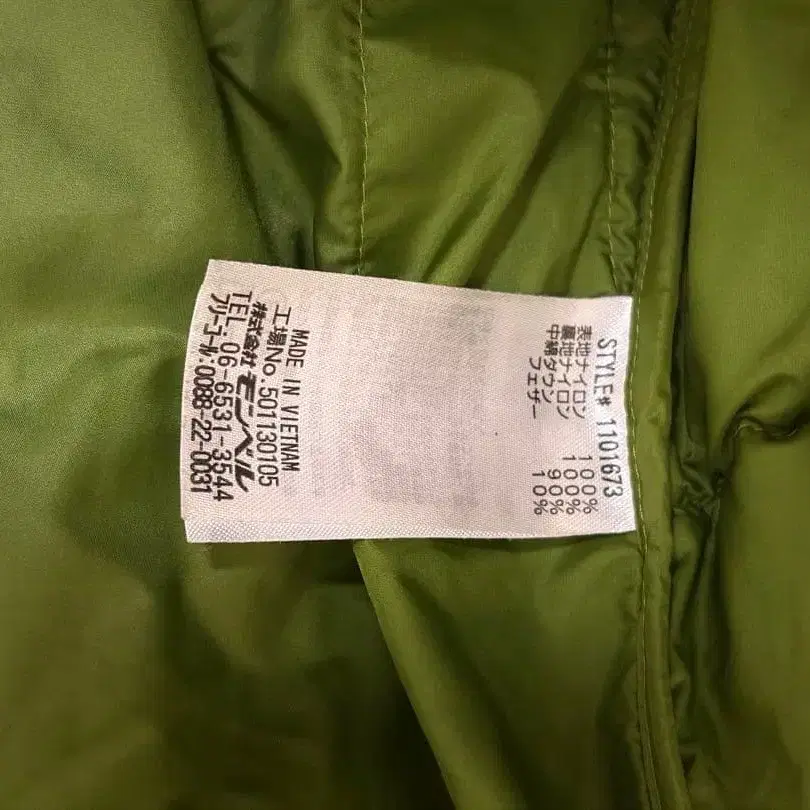 STYLE# 1101673
表地ナイロン 100%
裏地ナイロン 100%
中綿ダウン 90%
フェザー 10%
MADE IN VIETNAM
工場No.501130105
株式会社 モンベル
TEL. 06-6531-3544
フリーコール:0088-22-0031